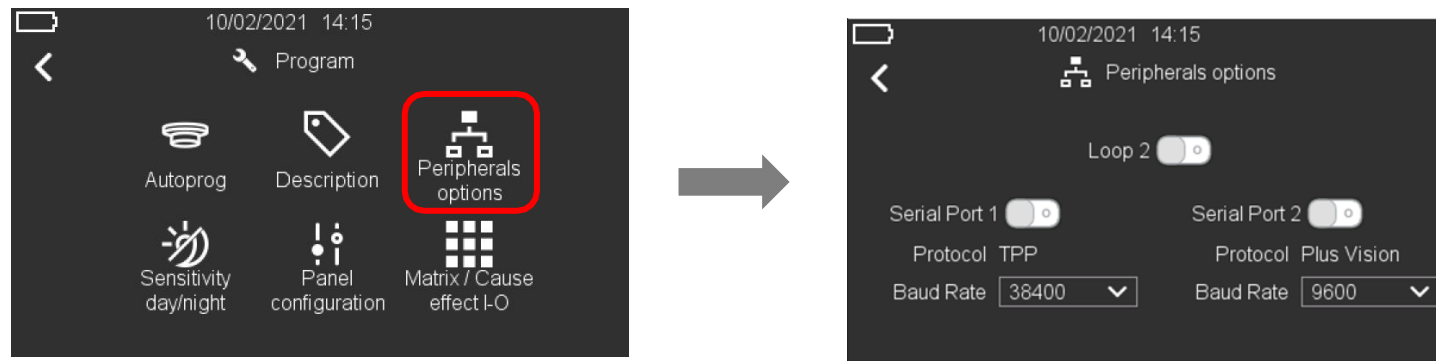 10/02/2021 14:15
Program
Autoprog
Description
Peripherals
options
Sensitivity
day/night
Panel
configuration
Matrix / Cause
effect I-O
10/02/2021 14:15
Peripherals options
Loop 2
Serial Port 1
Serial Port 2
Protocol TPP
Protocol Plus Vision
Baud Rate 38400
Baud Rate 9600